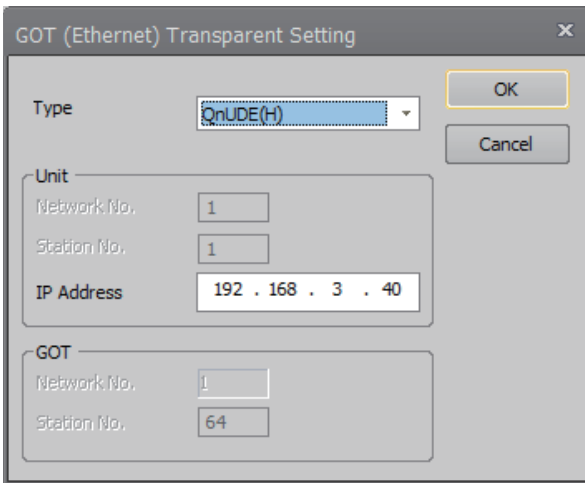 GOT (Ethernet) Transparent Setting
Type QnUDE(H) OK
Cancel
Unit
Network No. 1
Station No. 1
IP Address 192 . 168 . 3 . 40
GOT
Network No. 1
Station No. 64